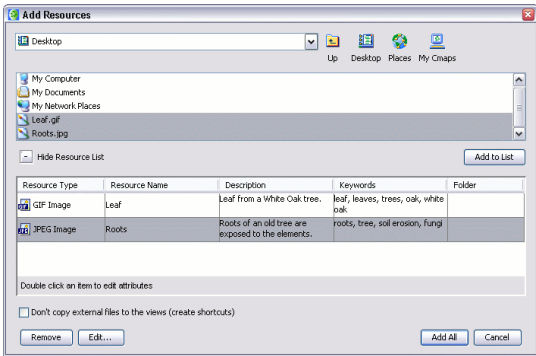 Add Resources
Desktop
Up Desktop Places My Cmaps
My Computer
My Documents
My Network Places
Leaf.gif
Roots.jpg
- Hide Resource List
Add to List
Resource Type Resource Name Description Keywords Folder
GIF Image Leaf Leaf from a White Oak tree. leaf, leaves, trees, oak, white
oak
JPEG Image Roots Roots of an old tree are roots, tree, soil erosion, fungi
exposed to the elements.
Double click an item to edit attributes
Don't copy external files to the views (create shortcuts)
Remove Edit... Add All Cancel